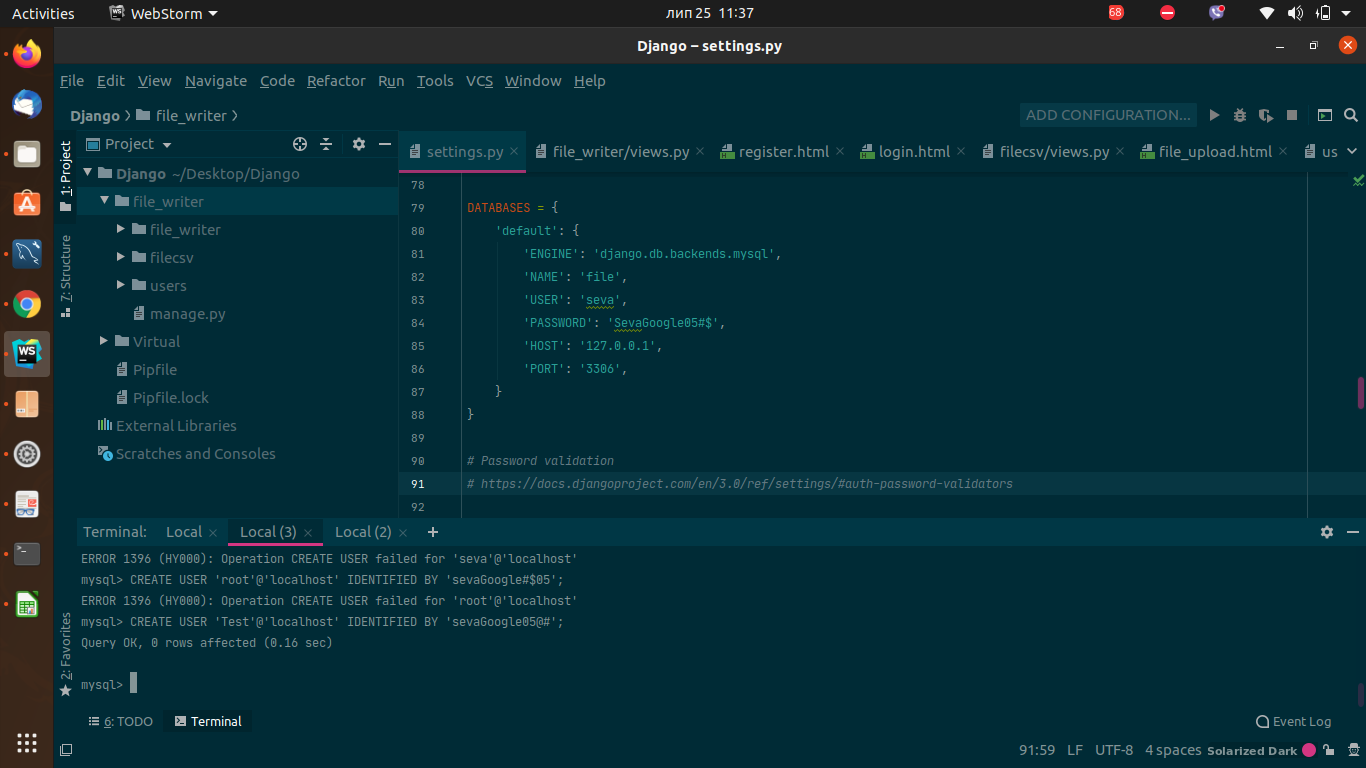 Activities WebStorm лип 25 11:37 68
Django – settings.py
File Edit View Navigate Code Refactor Run Tools VCS Window Help
Django file_writer ADD CONFIGURATION...
1: Project
7: Structure
2: Favorites
Project
Django ~/Desktop/Django
file_writer
file_writer
filecsv
users
manage.py
Virtual
Pipfile
Pipfile.lock
External Libraries
Scratches and Consoles
settings.py file_writer/views.py register.html login.html filecsv/views.py file_upload.html us
78
79 DATABASES = {
80 'default': {
81 'ENGINE': 'django.db.backends.mysql',
82 'NAME': 'file',
83 'USER': 'seva',
84 'PASSWORD': 'SevaGoogle05#$',
85 'HOST': '127.0.0.1',
86 'PORT': '3306',
87 }
88 }
89
90 # Password validation
91 # https://docs.djangoproject.com/en/3.0/ref/settings/#auth-password-validators
92
Terminal: Local Local (3) Local (2) +
ERROR 1396 (HY000): Operation CREATE USER failed for 'seva'@'localhost'
mysql> CREATE USER 'root'@'localhost' IDENTIFIED BY 'sevaGoogle#$05';
ERROR 1396 (HY000): Operation CREATE USER failed for 'root'@'localhost'
mysql> CREATE USER 'Test'@'localhost' IDENTIFIED BY 'sevaGoogle05@#';
Query OK, 0 rows affected (0.16 sec)
mysql>
6: TODO Terminal Event Log
91:59 LF UTF-8 4 spaces Solarized Dark